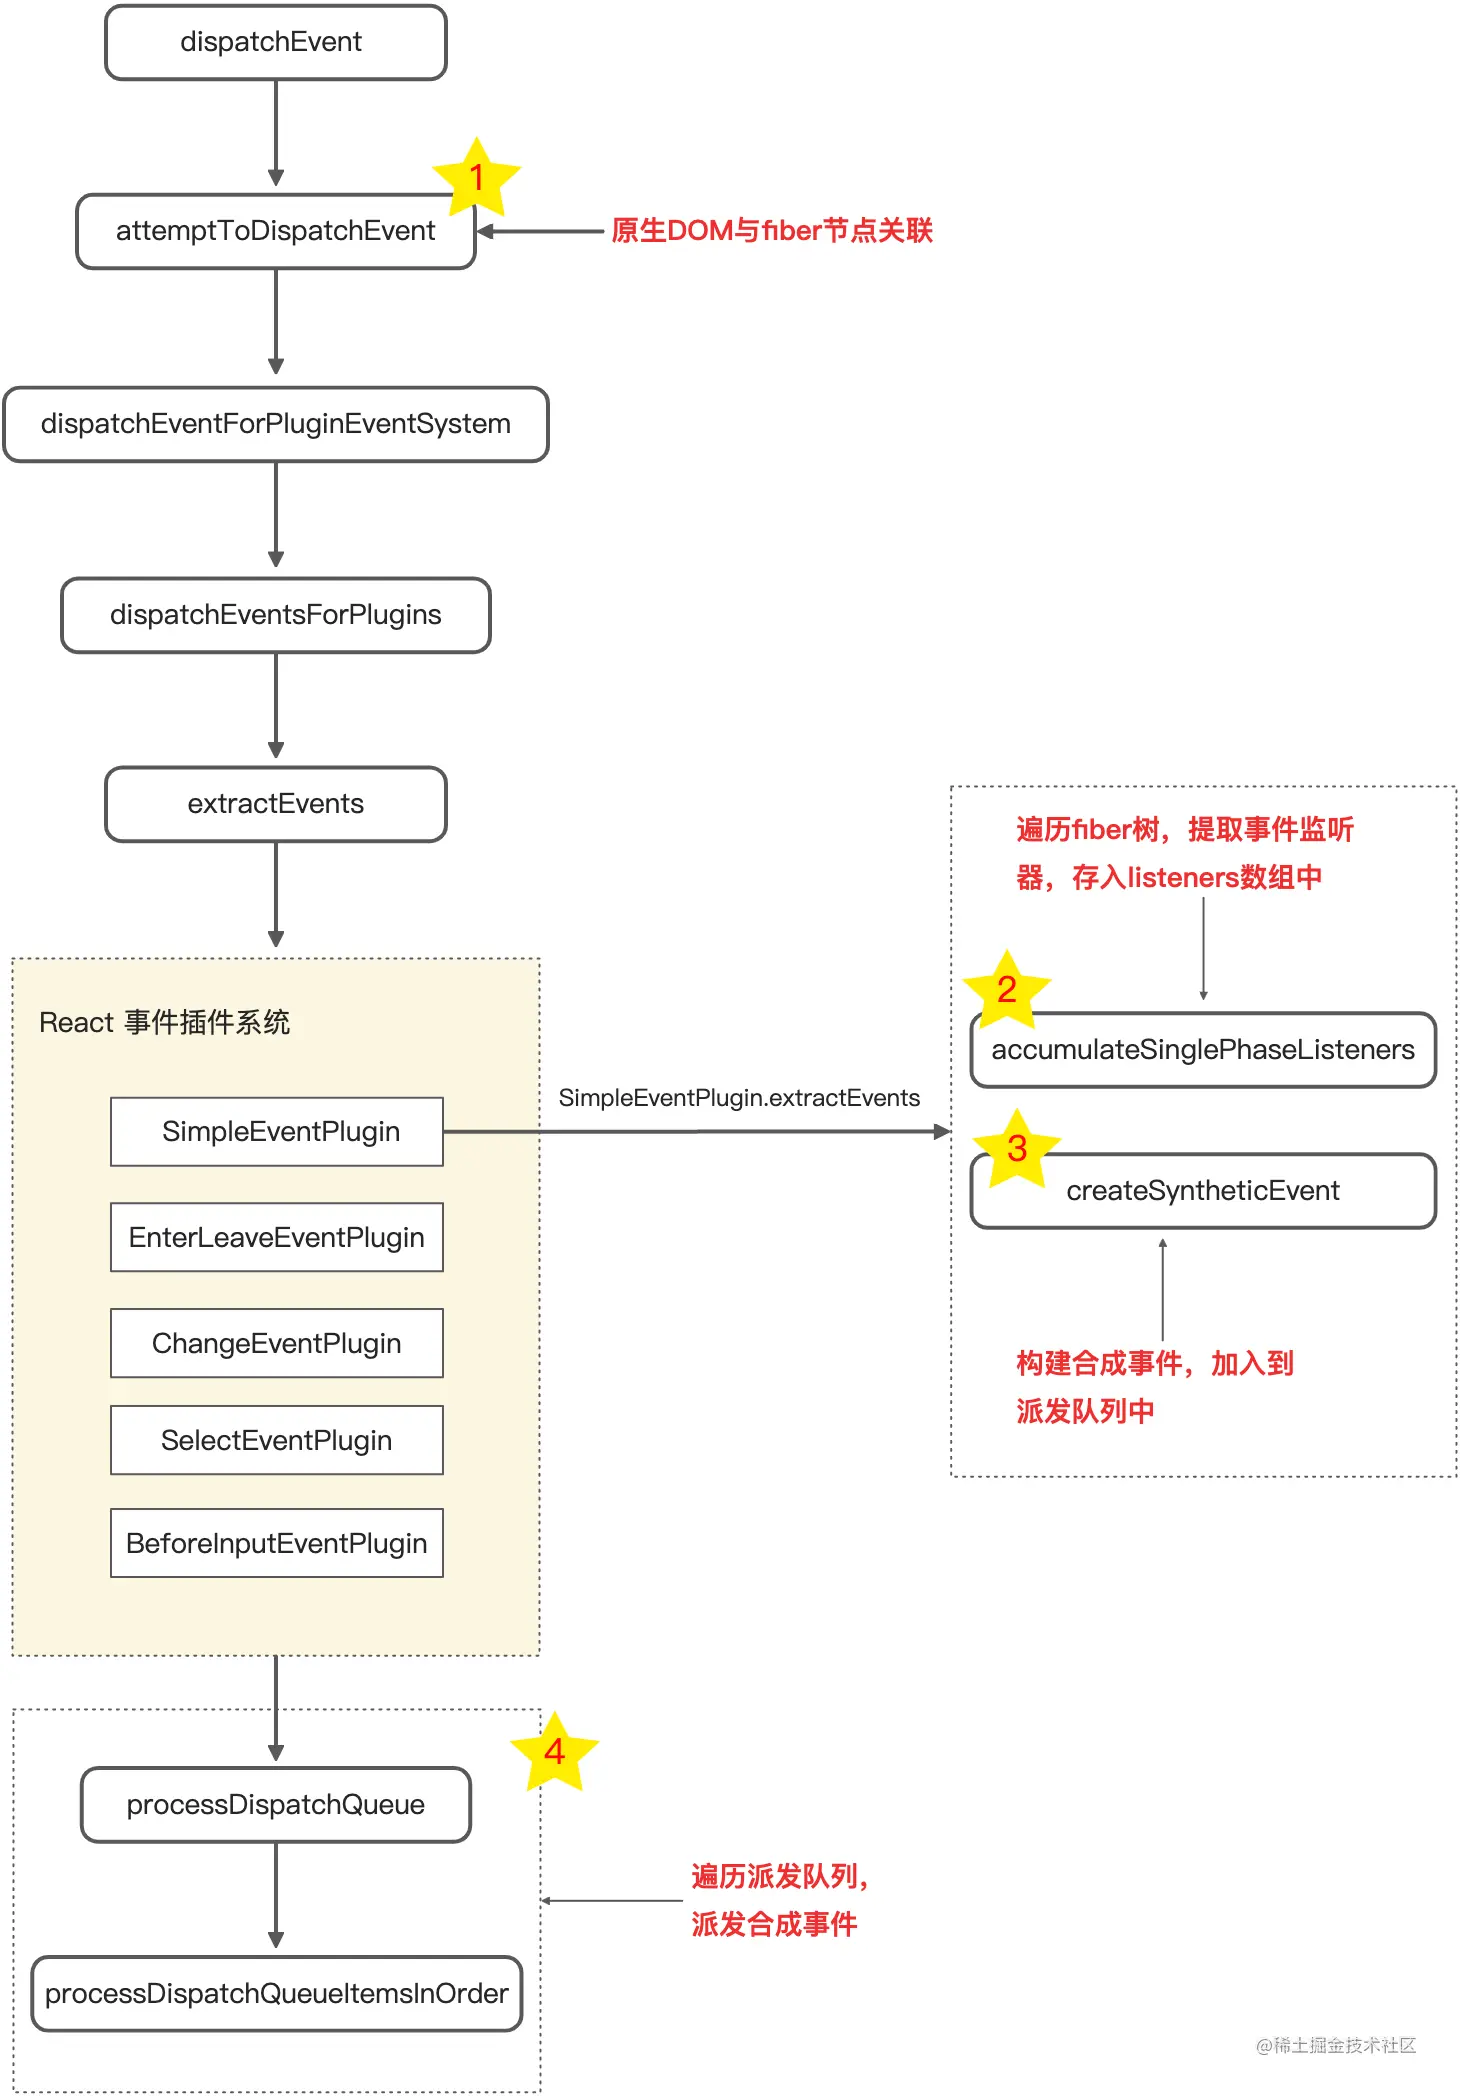 dispatchEvent
1
attemptToDispatchEvent
原生DOM与fiber节点关联
dispatchEventForPluginEventSystem
dispatchEventsForPlugins
extractEvents
React 事件插件系统
SimpleEventPlugin
EnterLeaveEventPlugin
ChangeEventPlugin
SelectEventPlugin
BeforeInputEventPlugin
SimpleEventPlugin.extractEvents
遍历fiber树，提取事件监听
器，存入listeners数组中
2
accumulateSinglePhaseListeners
3
createSyntheticEvent
构建合成事件，加入到
派发队列中
4
processDispatchQueue
遍历派发队列，
派发合成事件
processDispatchQueueItemsInOrder
@稀土掘金技术社区